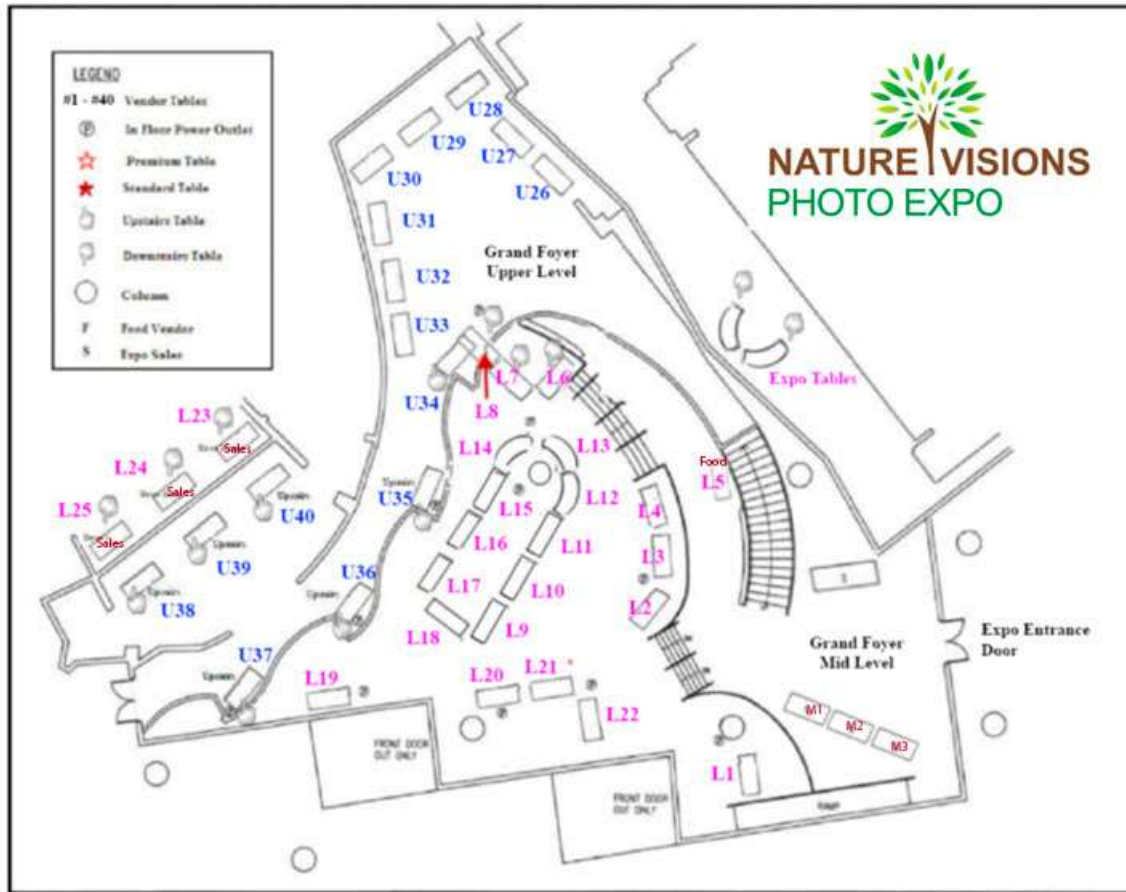 LEGEND
#1 - #40 Vendor Tables
In Floor Power Outlet
Premium Table
Standard Table
Upstairs Table
Downstairs Table
Column
F Food Vendor
S Expo Sales
NATURE VISIONS
PHOTO EXPO
U28
U29
U27
U30
U26
U31
Grand Foyer
Upper Level
U32
U33
L7
L6
Expo Tables
U34
L8
L23
Sales
L14
L13
Food
L5
L24
Sales
U35
L12
L4
L25
Sales
U40
L15
L16
L11
L3
U39
U36
L17
L10
L2
U38
L18
L9
Grand Foyer
Mid Level
Expo Entrance
Door
U37
L19
L20
L21
L22
M1
M2
M3
FRONT DOOR
OUT ONLY
L1
FRONT DOOR
OUT ONLY